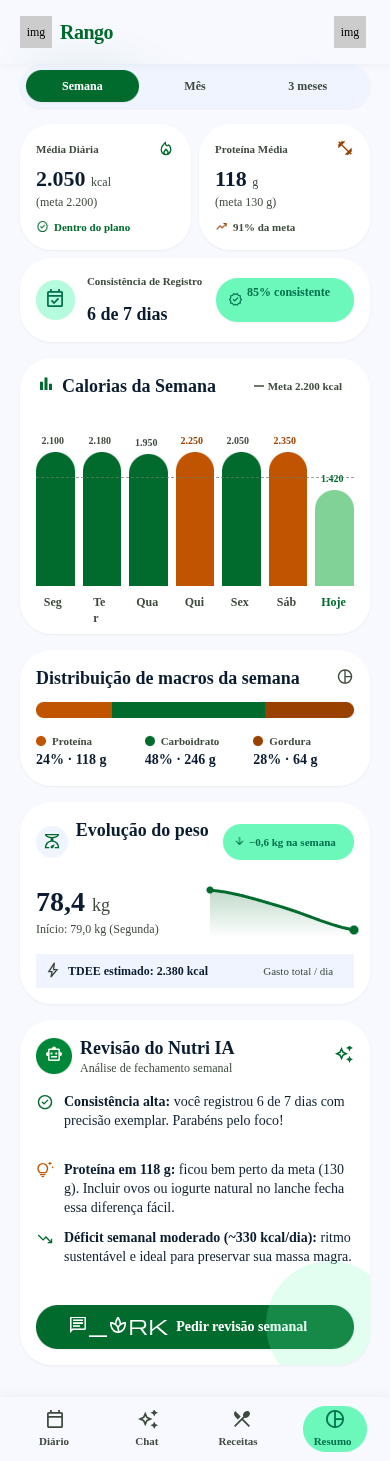 img
Rango
img
Semana
Mês
3 meses
Média Diária
2.050 kcal
(meta 2.200)
Dentro do plano
Proteína Média
118 g
(meta 130 g)
91% da meta
Consistência de Registro
6 de 7 dias
85% consistente
Calorias da Semana
Meta 2.200 kcal
2.100
2.180
1.950
2.250
2.050
2.350
1.420
Seg
Te
r
Qua
Qui
Sex
Sáb
Hoje
Distribuição de macros da semana
Proteína
24% · 118 g
Carboidrato
48% · 246 g
Gordura
28% · 64 g
Evolução do peso
−0,6 kg na semana
78,4 kg
Início: 79,0 kg (Segunda)
TDEE estimado: 2.380 kcal
Gasto total / dia
Revisão do Nutri IA
Análise de fechamento semanal
Consistência alta: você registrou 6 de 7 dias com
precisão exemplar. Parabéns pelo foco!
Proteína em 118 g: ficou bem perto da meta (130
g). Incluir ovos ou iogurte natural no lanche fecha
essa diferença fácil.
Déficit semanal moderado (~330 kcal/dia): ritmo
sustentável e ideal para preservar sua massa magra.
_ RK Pedir revisão semanal
Diário
Chat
Receitas
Resumo